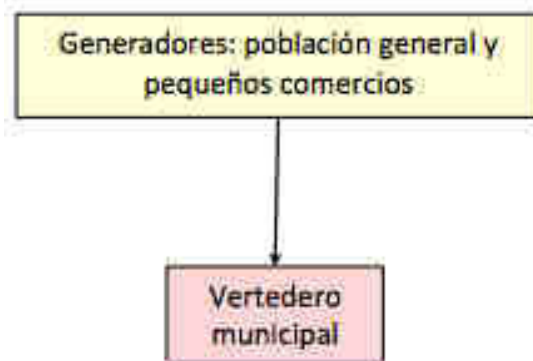 Generadores: población general y
pequeños comercios
Vertedero
municipal